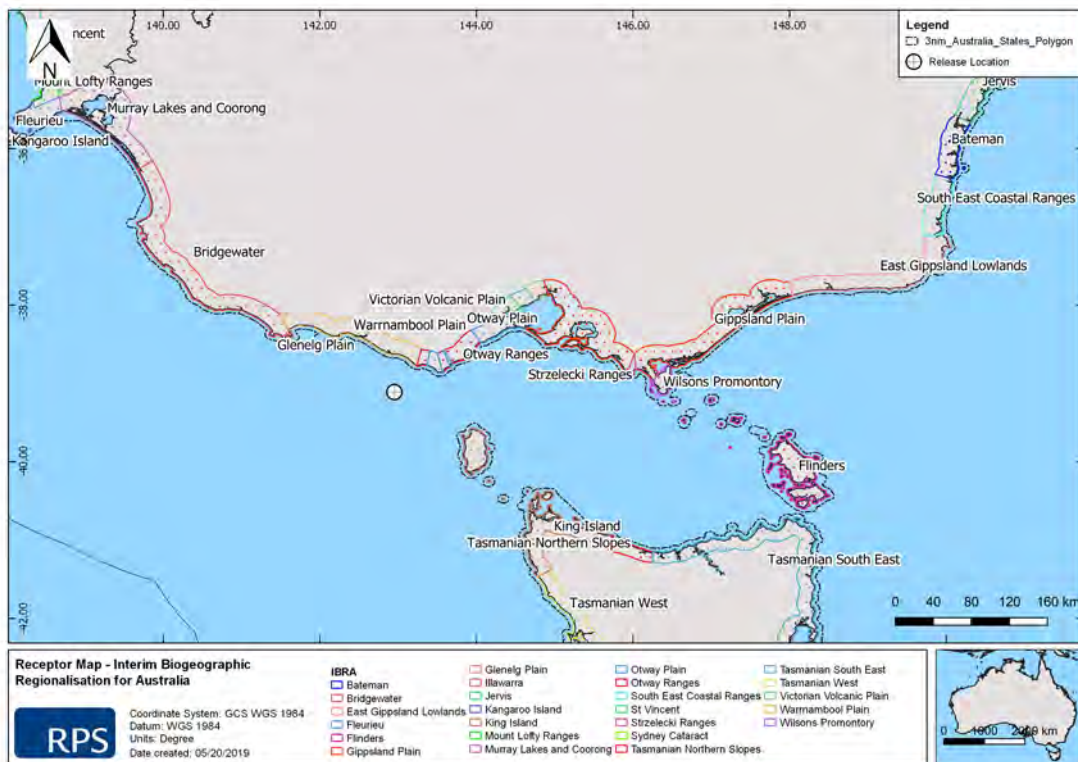 140.00 142.00 144.00 146.00 148.00
Legend
3nm_Australia_States_Polygon
Release Location
N
ncent
Mount Lofty Ranges
Murray Lakes and Coorong
Fleurieu
Kangaroo Island
Jervis
Bateman
South East Coastal Ranges
East Gippsland Lowlands
-36.00
Bridgewater
-38.00
Victorian Volcanic Plain
Otway Plain
Warrnambool Plain
Glenelg Plain
Otway Ranges
Gippsland Plain
Strzelecki Ranges
Wilsons Promontory
-40.00
Flinders
King Island
Tasmanian Northern Slopes
Tasmanian South East
Tasmanian West
-42.00
0 40 80 120 160 km
Receptor Map - Interim Biogeographic
Regionalisation for Australia
RPS
Coordinate System: GCS WGS 1984
Datum: WGS 1984
Units: Degree
Date created: 05/20/2019
IBRA
Bateman
Bridgewater
East Gippsland Lowlands
Fleurieu
Flinders
Gippsland Plain
Glenelg Plain
Illawarra
Jervis
Kangaroo Island
King Island
Mount Lofty Ranges
Murray Lakes and Coorong
Otway Plain
Otway Ranges
South East Coastal Ranges
St Vincent
Strzelecki Ranges
Sydney Cataract
Tasmanian Northern Slopes
Tasmanian South East
Tasmanian West
Victorian Volcanic Plain
Warrnambool Plain
Wilsons Promontory
0 1000 2000 km